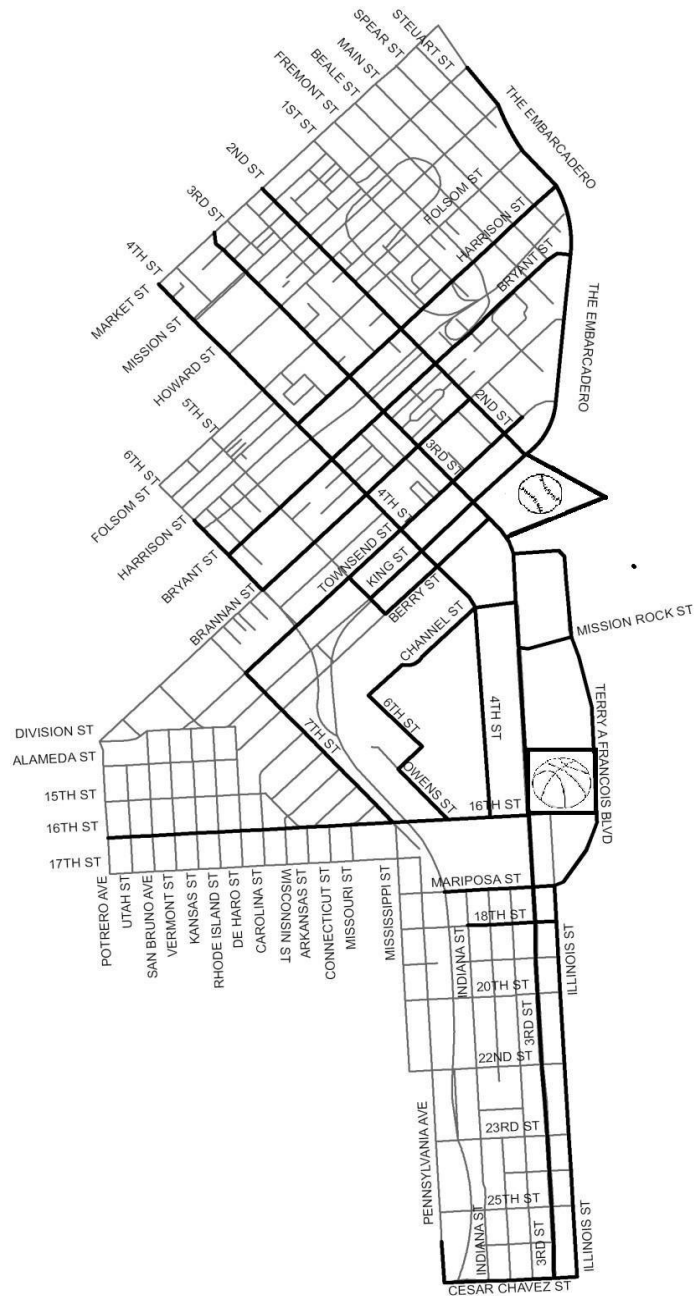 STEUART ST
SPEAR ST
MAIN ST
BEALE ST
FREMONT ST
1ST ST
2ND ST
3RD ST
4TH ST
MARKET ST
MISSION ST
HOWARD ST
THE EMBARCADERO
FOLSOM ST
HARRISON ST
BRYANT ST
THE EMBARCADERO
5TH ST
6TH ST
FOLSOM ST
HARRISON ST
BRYANT ST
BRANNAN ST
2ND ST
3RD ST
4TH ST
TOWNSEND ST
KING ST
BERRY ST
CHANNEL ST
MISSION ROCK ST
6TH ST
4TH ST
TERRY A FRANCOIS BLVD
7TH ST
OWENS ST
16TH ST
DIVISION ST
ALAMEDA ST
15TH ST
16TH ST
17TH ST
POTRERO AVE
UTAH ST
SAN BRUNO AVE
VERMONT ST
KANSAS ST
RHODE ISLAND ST
DE HARO ST
CAROLINA ST
WISCONSIN ST
ARKANSAS ST
CONNECTICUT ST
MISSOURI ST
MISSISSIPPI ST
MARIPOSA ST
18TH ST
INDIANA ST
20TH ST
ILLINOIS ST
3RD ST
22ND ST
PENNSYLVANIA AVE
23RD ST
25TH ST
INDIANA ST
3RD ST
ILLINOIS ST
CESAR CHAVEZ ST